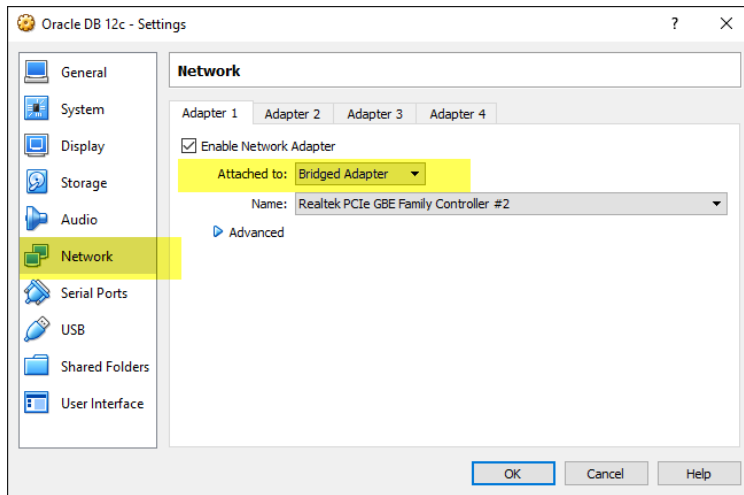 Oracle DB 12c - Settings
?
General
System
Display
Storage
Audio
Network
Serial Ports
USB
Shared Folders
User Interface
Network
Adapter 1 Adapter 2 Adapter 3 Adapter 4
Enable Network Adapter
Attached to: Bridged Adapter
Name: Realtek PCIe GBE Family Controller #2
Advanced
OK Cancel Help